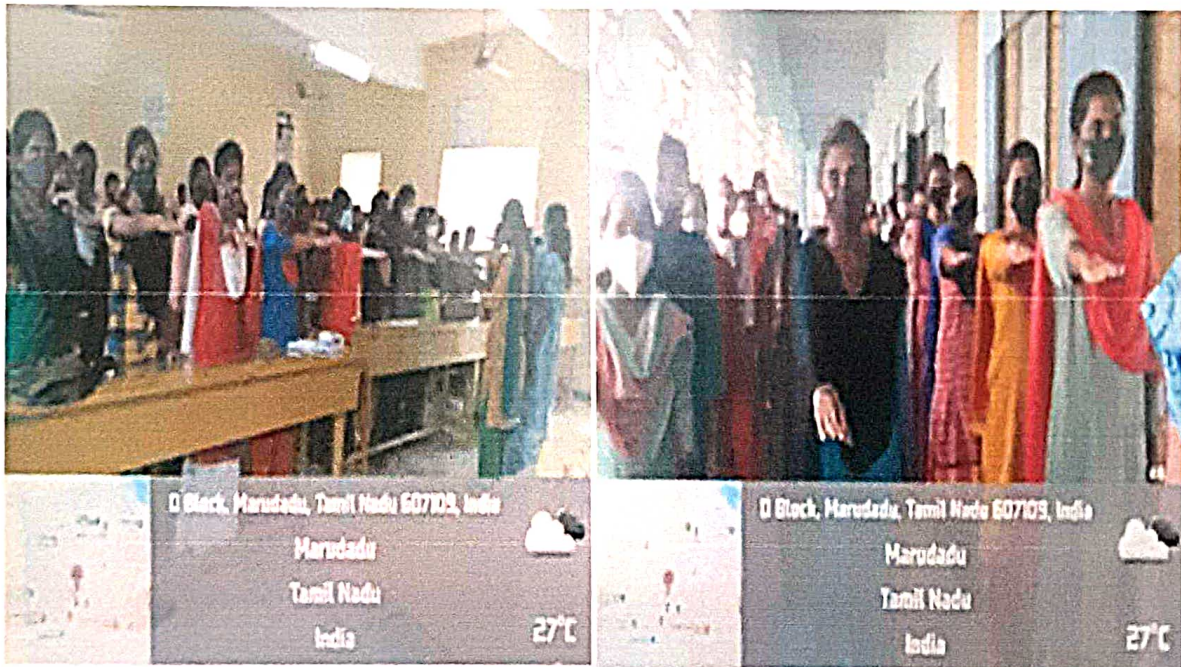 D Block, Marudadu, Tamil Nadu 607109, India
Marudadu
Tamil Nadu
India
27°C
D Block, Marudadu, Tamil Nadu 607109, India
Marudadu
Tamil Nadu
India
27°C